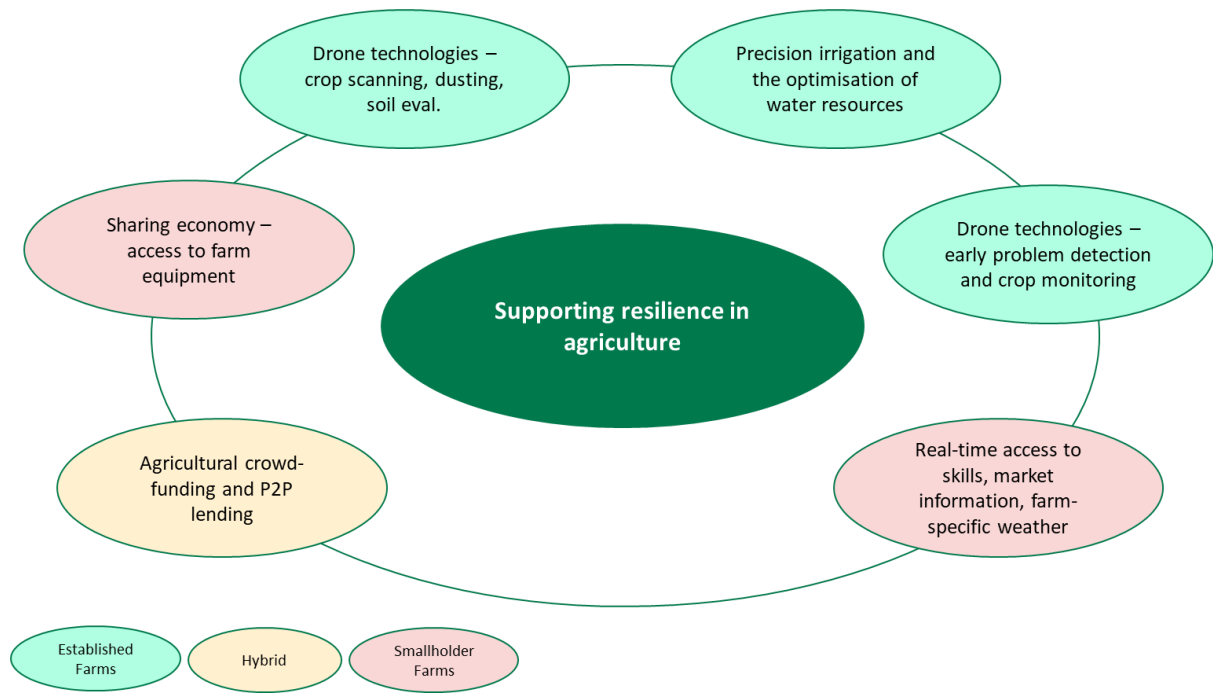 Drone technologies –
crop scanning, dusting,
soil eval.
Precision irrigation and
the optimisation of
water resources
Sharing economy –
access to farm
equipment
Drone technologies –
early problem detection
and crop monitoring
Supporting resilience in
agriculture
Agricultural crowd-
funding and P2P
lending
Real-time access to
skills, market
information, farm-
specific weather
Established
Farms
Hybrid
Smallholder
Farms